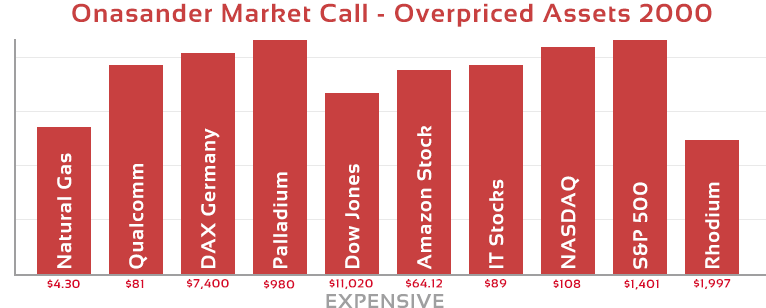 Onasander Market Call - Overpriced Assets 2000
Natural Gas
Qualcomm
DAX Germany
Palladium
Dow Jones
Amazon Stock
IT Stocks
NASDAQ
S&P 500
Rhodium
$4.30 $81 $7,400 $980 $11,020 $64.12 $89 $108 $1,401 $1,997
EXPENSIVE